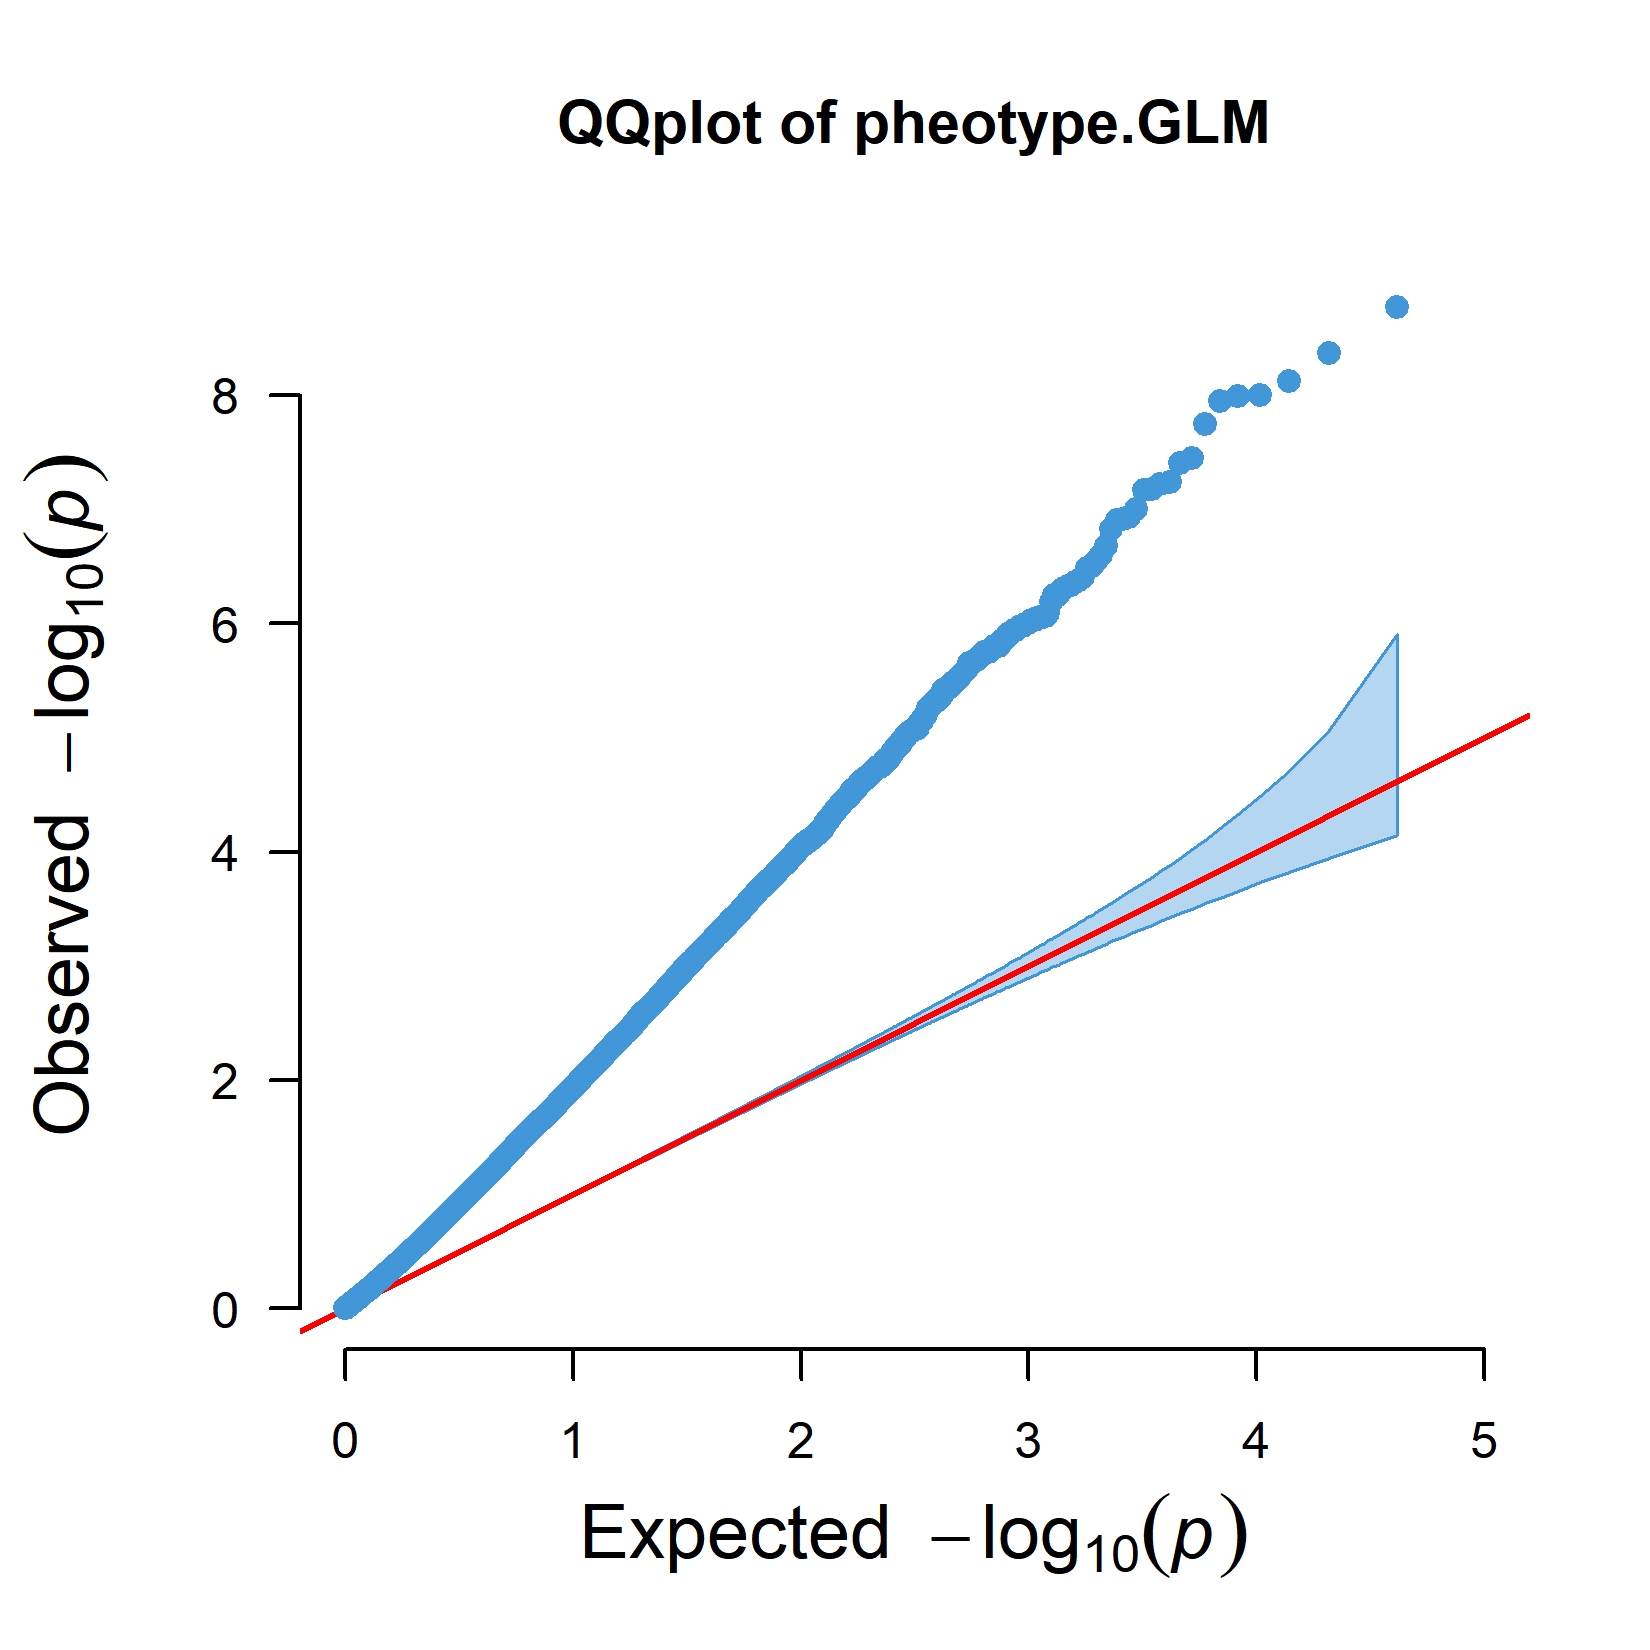 QQplot of pheotype.GLM
Observed −log₁₀(p)
8
6
4
2
0
0 1 2 3 4 5
Expected −log₁₀(p)